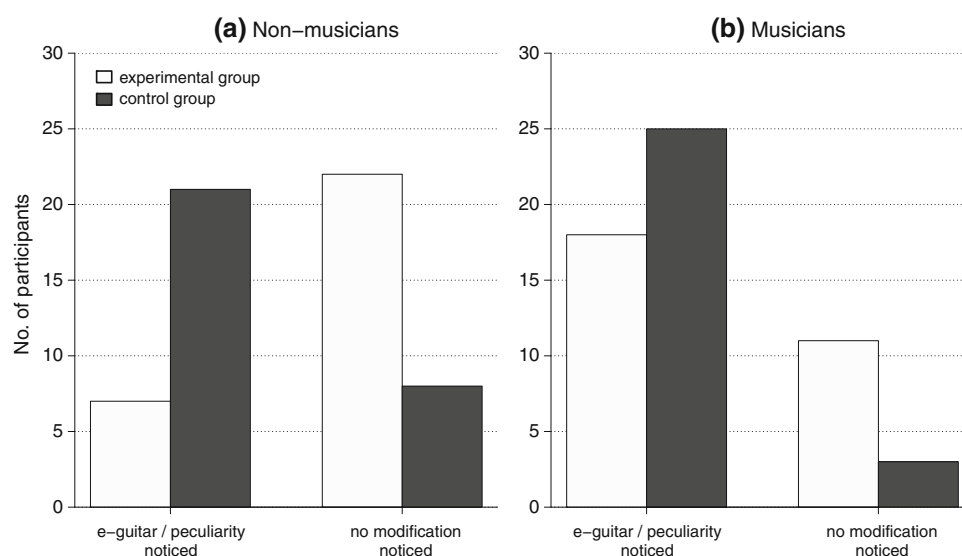 (a) Non−musicians
(b) Musicians
No. of participants
30
25
20
15
10
5
0
experimental group
control group
e−guitar / peculiarity
noticed
no modification
noticed
30
25
20
15
10
5
0
e−guitar / peculiarity
noticed
no modification
noticed